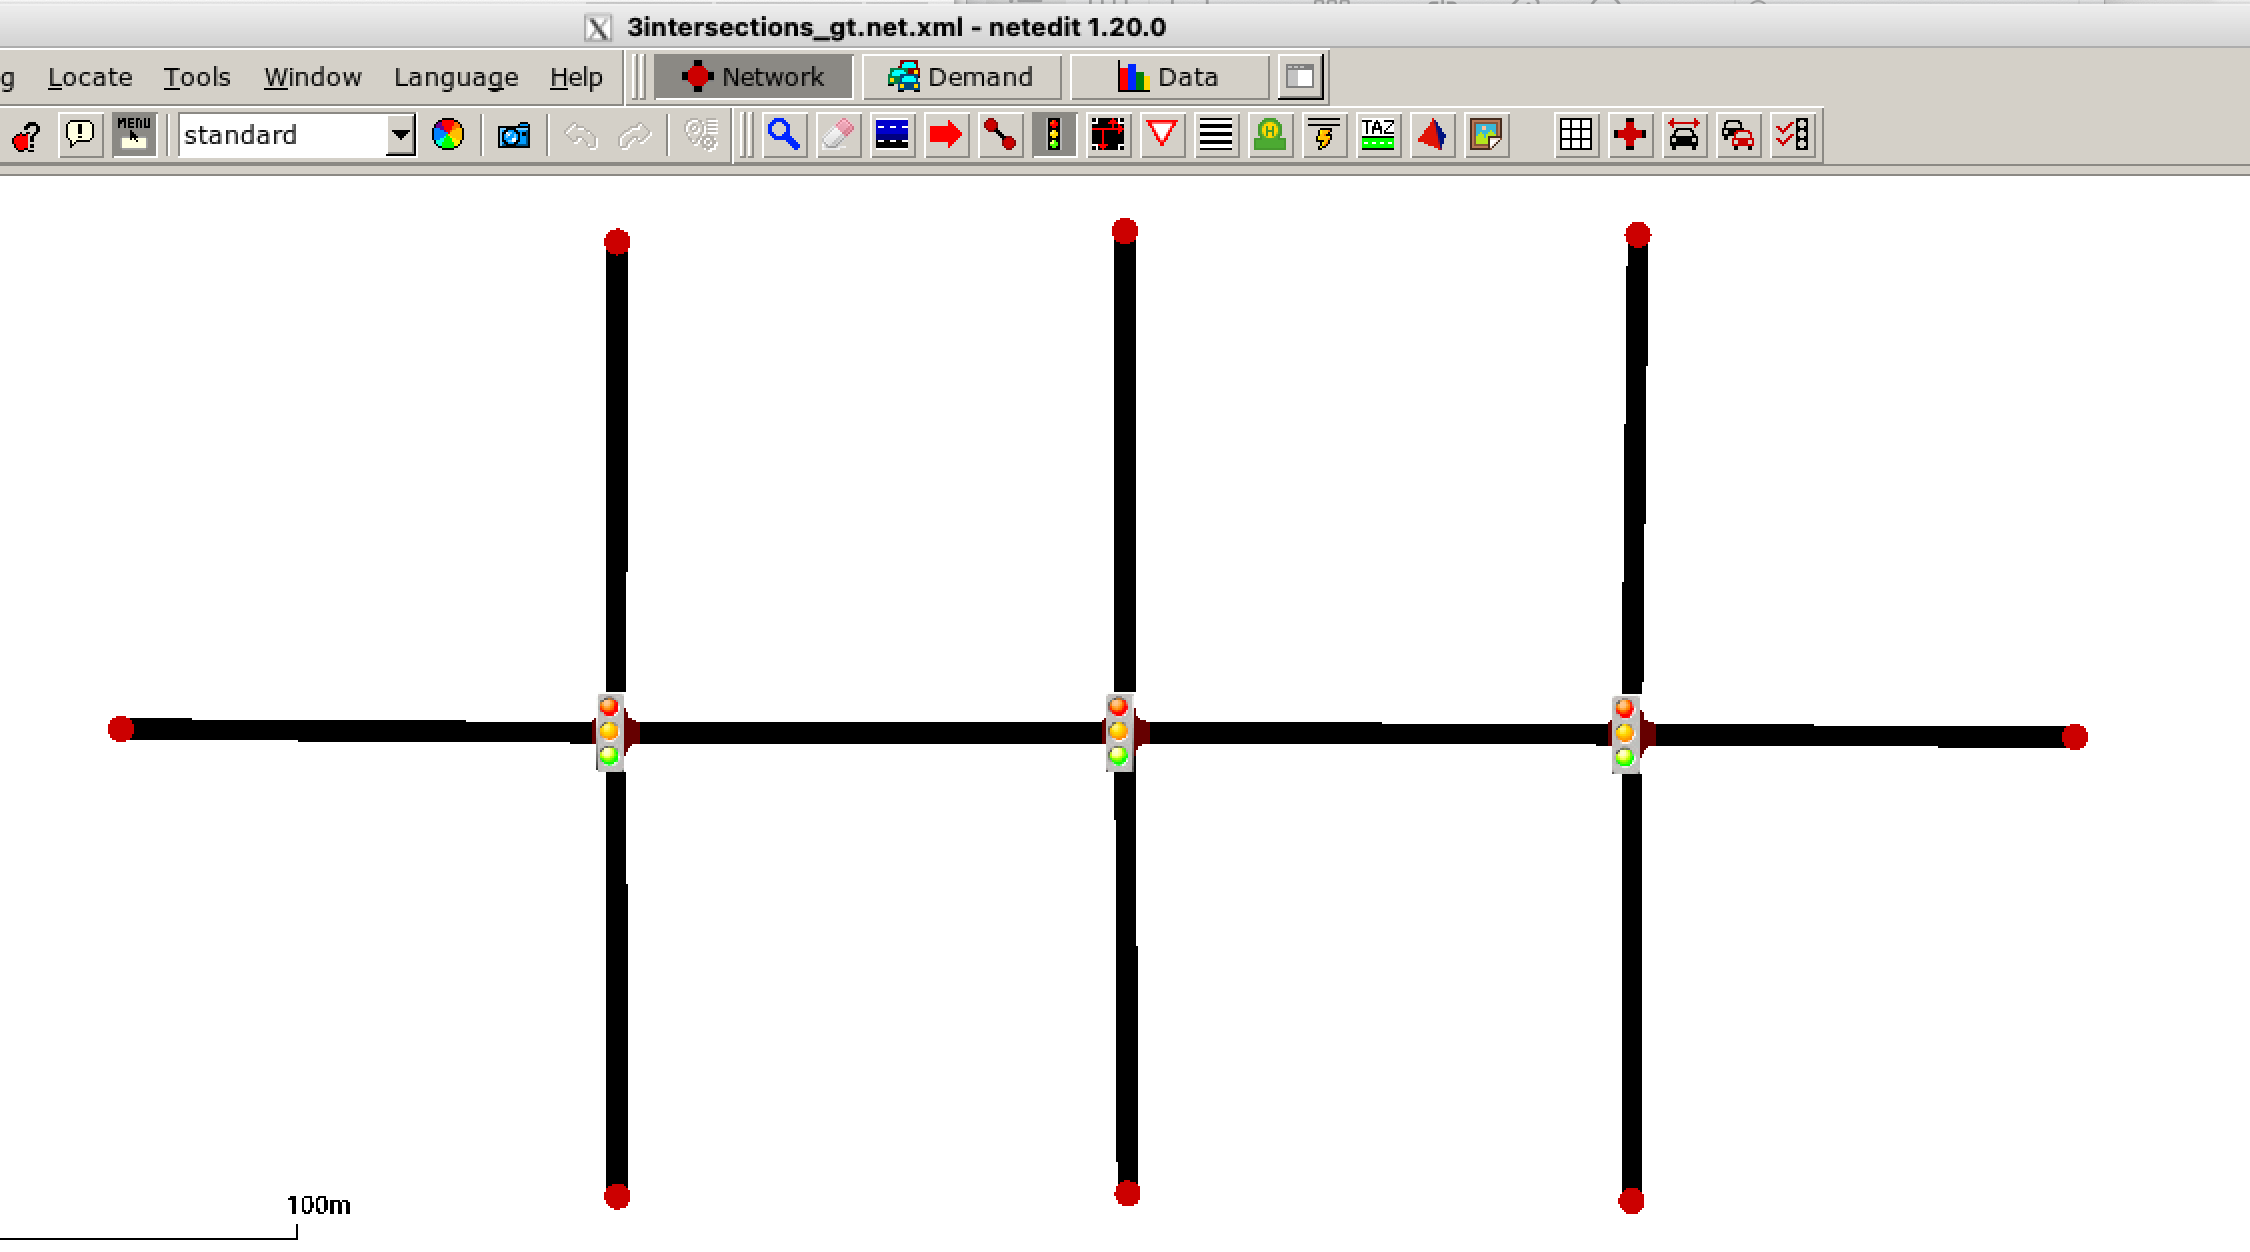 3intersections_gt.net.xml - netedit 1.20.0
g Locate Tools Window Language Help Network Demand Data
MENU standard H TAZ
100m